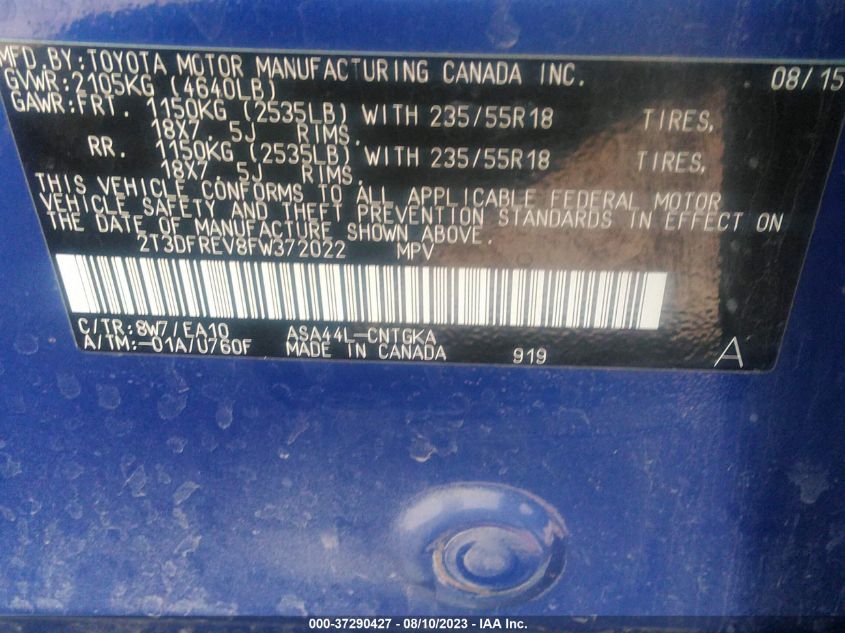 MFD. BY: TOYOTA MOTOR MANUFACTURING CANADA INC. 08/15
GVWR: 2105KG (4640LB)
GAWR: FRT. 1150KG (2535LB) WITH 235/55R18 TIRES,
18X7. 5J RIMS,
RR. 1150KG (2535LB) WITH 235/55R18 TIRES,
18X7. 5J RIMS.
THIS VEHICLE CONFORMS TO ALL APPLICABLE FEDERAL MOTOR
VEHICLE SAFETY AND THEFT PREVENTION STANDARDS IN EFFECT ON
THE DATE OF MANUFACTURE SHOWN ABOVE.
2T3DFREV8FW372022 MPV
C/TR: 8W7/EA10 ASA44L-CNTGKA
A/TM: -01A/U760F MADE IN CANADA 919 A
000-37290427 - 08/10/2023 - IAA Inc.